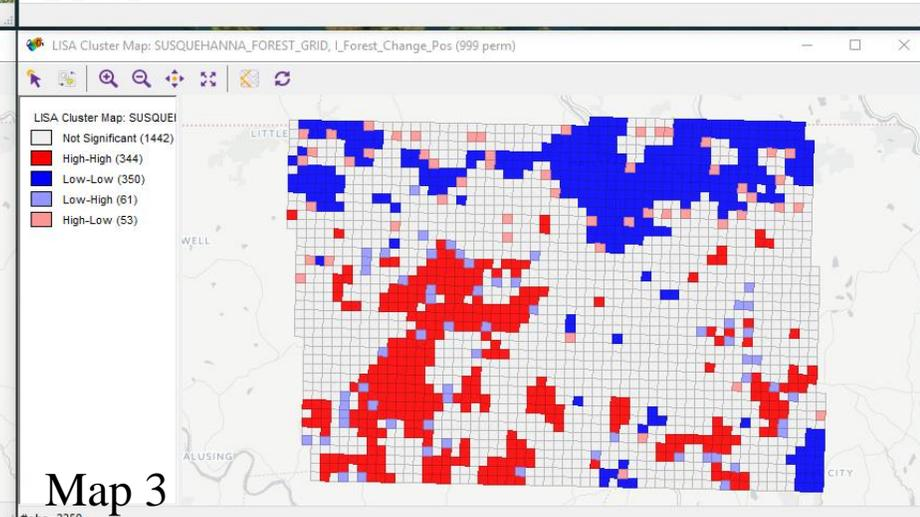 LISA Cluster Map: SUSQUEHANNA_FOREST_GRID, I_Forest_Change_Pos (999 perm)
LISA Cluster Map: SUSQUEI
Not Significant (1442)
High-High (344)
Low-Low (350)
Low-High (61)
High-Low (53)
LITTLE
WELL
ALUSING
CITY
Map 3